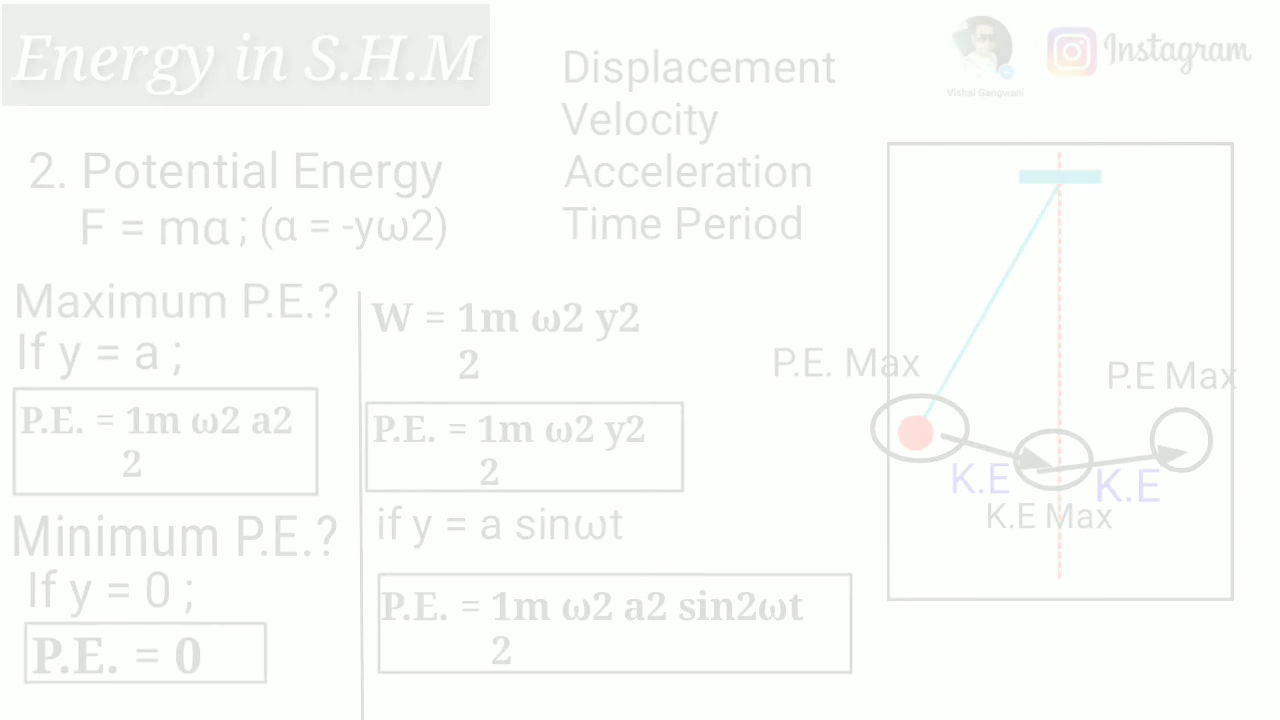 Energy in S.H.M
Displacement
Velocity
Acceleration
Time Period
Vishal Gangwani
Instagram
2. Potential Energy
F = mɑ ; (ɑ = -yω2)
Maximum P.E.?
If y = a ;
P.E. = 1m ω2 a2
2
Minimum P.E.?
If y = 0 ;
P.E. = 0
W = 1m ω2 y2
2
P.E. = 1m ω2 y2
2
if y = a sinωt
P.E. = 1m ω2 a2 sin2ωt
2
P.E. Max
P.E Max
K.E
K.E
K.E Max